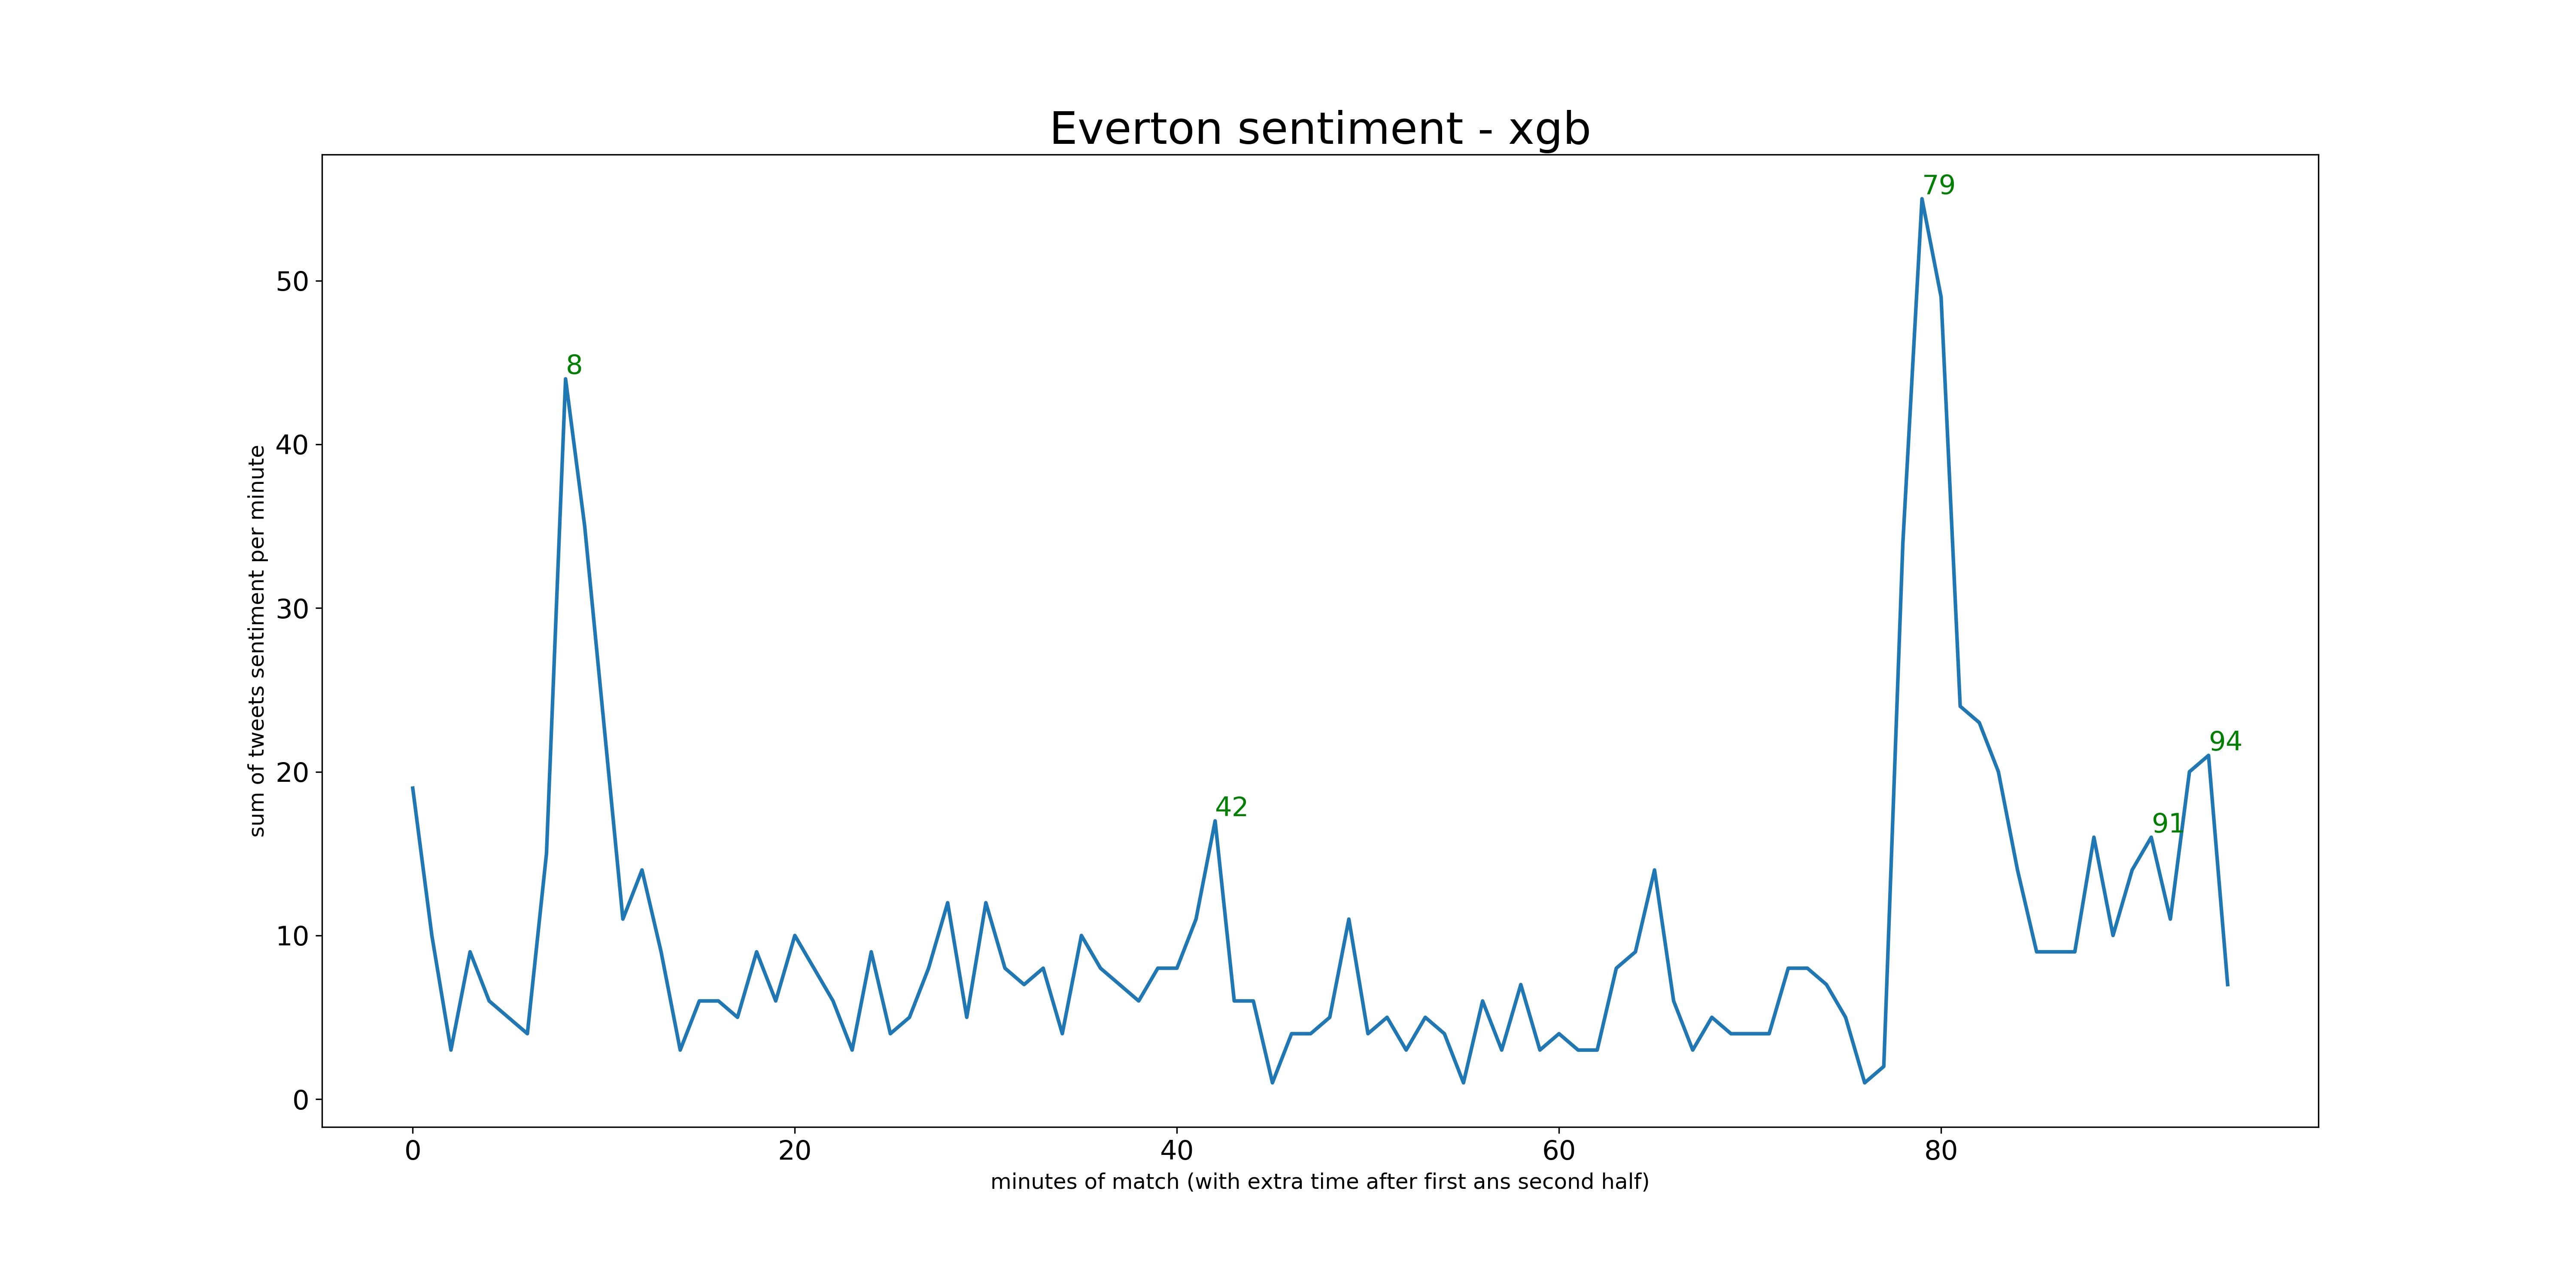 Everton sentiment - xgb
79
8
94
91
42
sum of tweets sentiment per minute
50
40
30
20
10
0
0 20 40 60 80
minutes of match (with extra time after first ans second half)